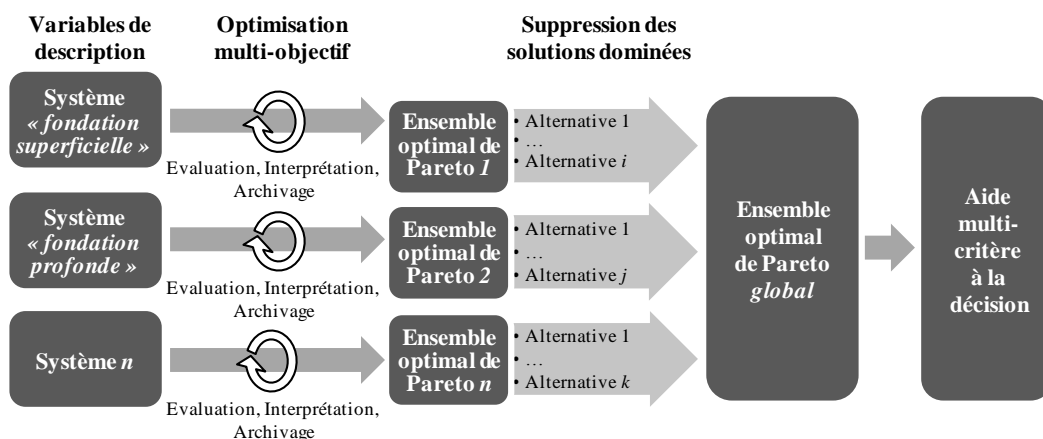 Variables de
description
Optimisation
multi-objectif
Suppression des
solutions dominées
Système
« fondation
superficielle »
Evaluation, Interprétation,
Archivage
Ensemble
optimal de
Pareto 1
• Alternative 1
• …
• Alternative i
Système
« fondation
profonde »
Evaluation, Interprétation,
Archivage
Ensemble
optimal de
Pareto 2
• Alternative 1
• …
• Alternative j
Système n
Evaluation, Interprétation,
Archivage
Ensemble
optimal de
Pareto n
• Alternative 1
• …
• Alternative k
Ensemble
optimal
de Pareto
global
Aide
multi-
critère
à la
décision